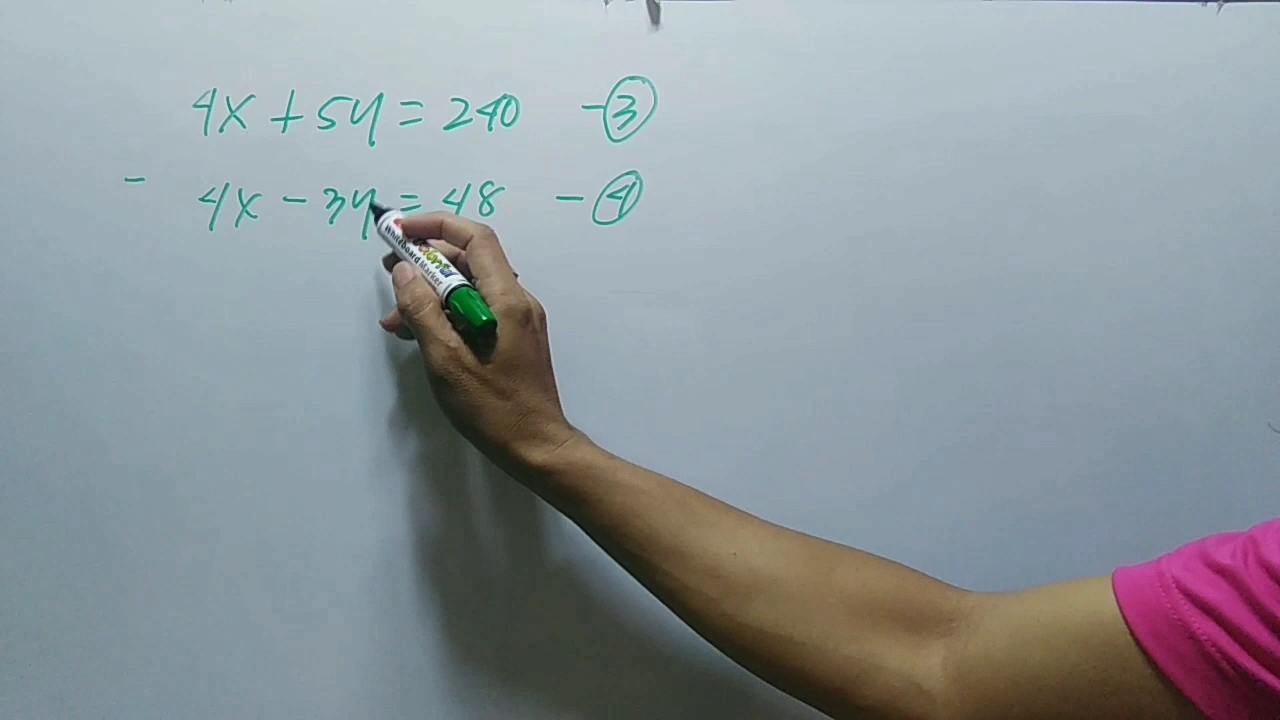 4x + 5y = 240 - ③
- 4x - 3y = 48 - ④
Whiteboard Marker